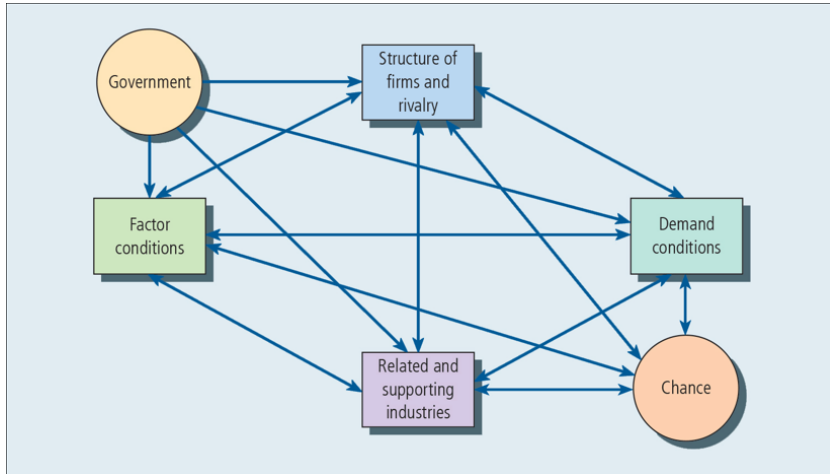 Government
Structure of
firms and
rivalry
Factor
conditions
Demand
conditions
Related and
supporting
industries
Chance